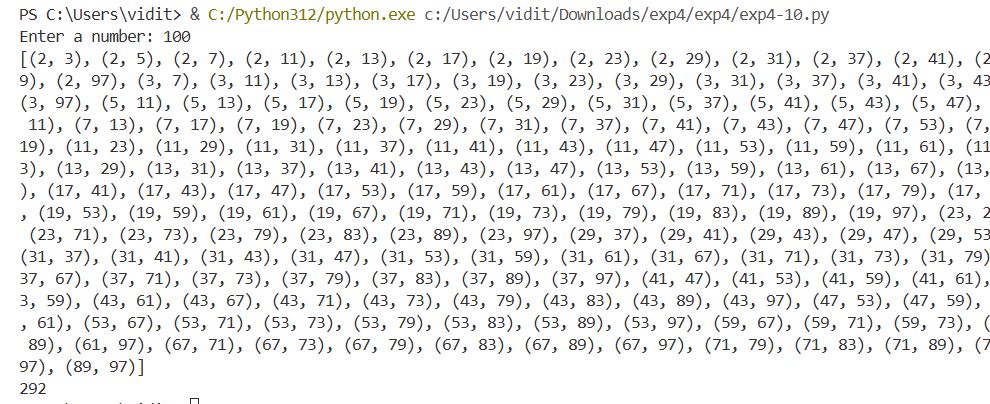 PS C:\Users\vidit> & C:/Python312/python.exe c:/Users/vidit/Downloads/exp4/exp4/exp4-10.py
Enter a number: 100
[(2, 3), (2, 5), (2, 7), (2, 11), (2, 13), (2, 17), (2, 19), (2, 23), (2, 29), (2, 31), (2, 37), (2, 41), (2
9), (2, 97), (3, 7), (3, 11), (3, 13), (3, 17), (3, 19), (3, 23), (3, 29), (3, 31), (3, 37), (3, 41), (3, 43
(3, 97), (5, 11), (5, 13), (5, 17), (5, 19), (5, 23), (5, 29), (5, 31), (5, 37), (5, 41), (5, 43), (5, 47),
11), (7, 13), (7, 17), (7, 19), (7, 23), (7, 29), (7, 31), (7, 37), (7, 41), (7, 43), (7, 47), (7, 53), (7,
19), (11, 23), (11, 29), (11, 31), (11, 37), (11, 41), (11, 43), (11, 47), (11, 53), (11, 59), (11, 61), (11
3), (13, 29), (13, 31), (13, 37), (13, 41), (13, 43), (13, 47), (13, 53), (13, 59), (13, 61), (13, 67), (13,
), (17, 41), (17, 43), (17, 47), (17, 53), (17, 59), (17, 61), (17, 67), (17, 71), (17, 73), (17, 79), (17,
, (19, 53), (19, 59), (19, 61), (19, 67), (19, 71), (19, 73), (19, 79), (19, 83), (19, 89), (19, 97), (23, 2
(23, 71), (23, 73), (23, 79), (23, 83), (23, 89), (23, 97), (29, 37), (29, 41), (29, 43), (29, 47), (29, 53
(31, 37), (31, 41), (31, 43), (31, 47), (31, 53), (31, 59), (31, 61), (31, 67), (31, 71), (31, 73), (31, 79)
37, 67), (37, 71), (37, 73), (37, 79), (37, 83), (37, 89), (37, 97), (41, 47), (41, 53), (41, 59), (41, 61),
3, 59), (43, 61), (43, 67), (43, 71), (43, 73), (43, 79), (43, 83), (43, 89), (43, 97), (47, 53), (47, 59),
, 61), (53, 67), (53, 71), (53, 73), (53, 79), (53, 83), (53, 89), (53, 97), (59, 67), (59, 71), (59, 73), (
89), (61, 97), (67, 71), (67, 73), (67, 79), (67, 83), (67, 89), (67, 97), (71, 79), (71, 83), (71, 89), (7
97), (89, 97)]
292